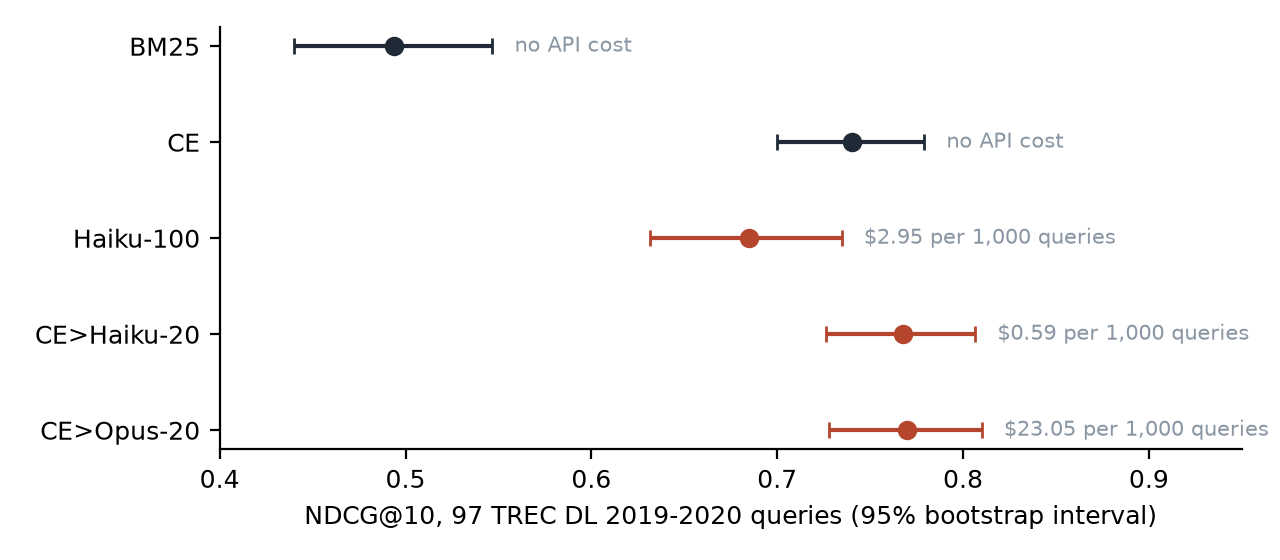 BM25 no API cost
CE no API cost
Haiku-100 $2.95 per 1,000 queries
CE>Haiku-20 $0.59 per 1,000 queries
CE>Opus-20 $23.05 per 1,000 queries
0.4 0.5 0.6 0.7 0.8 0.9
NDCG@10, 97 TREC DL 2019-2020 queries (95% bootstrap interval)